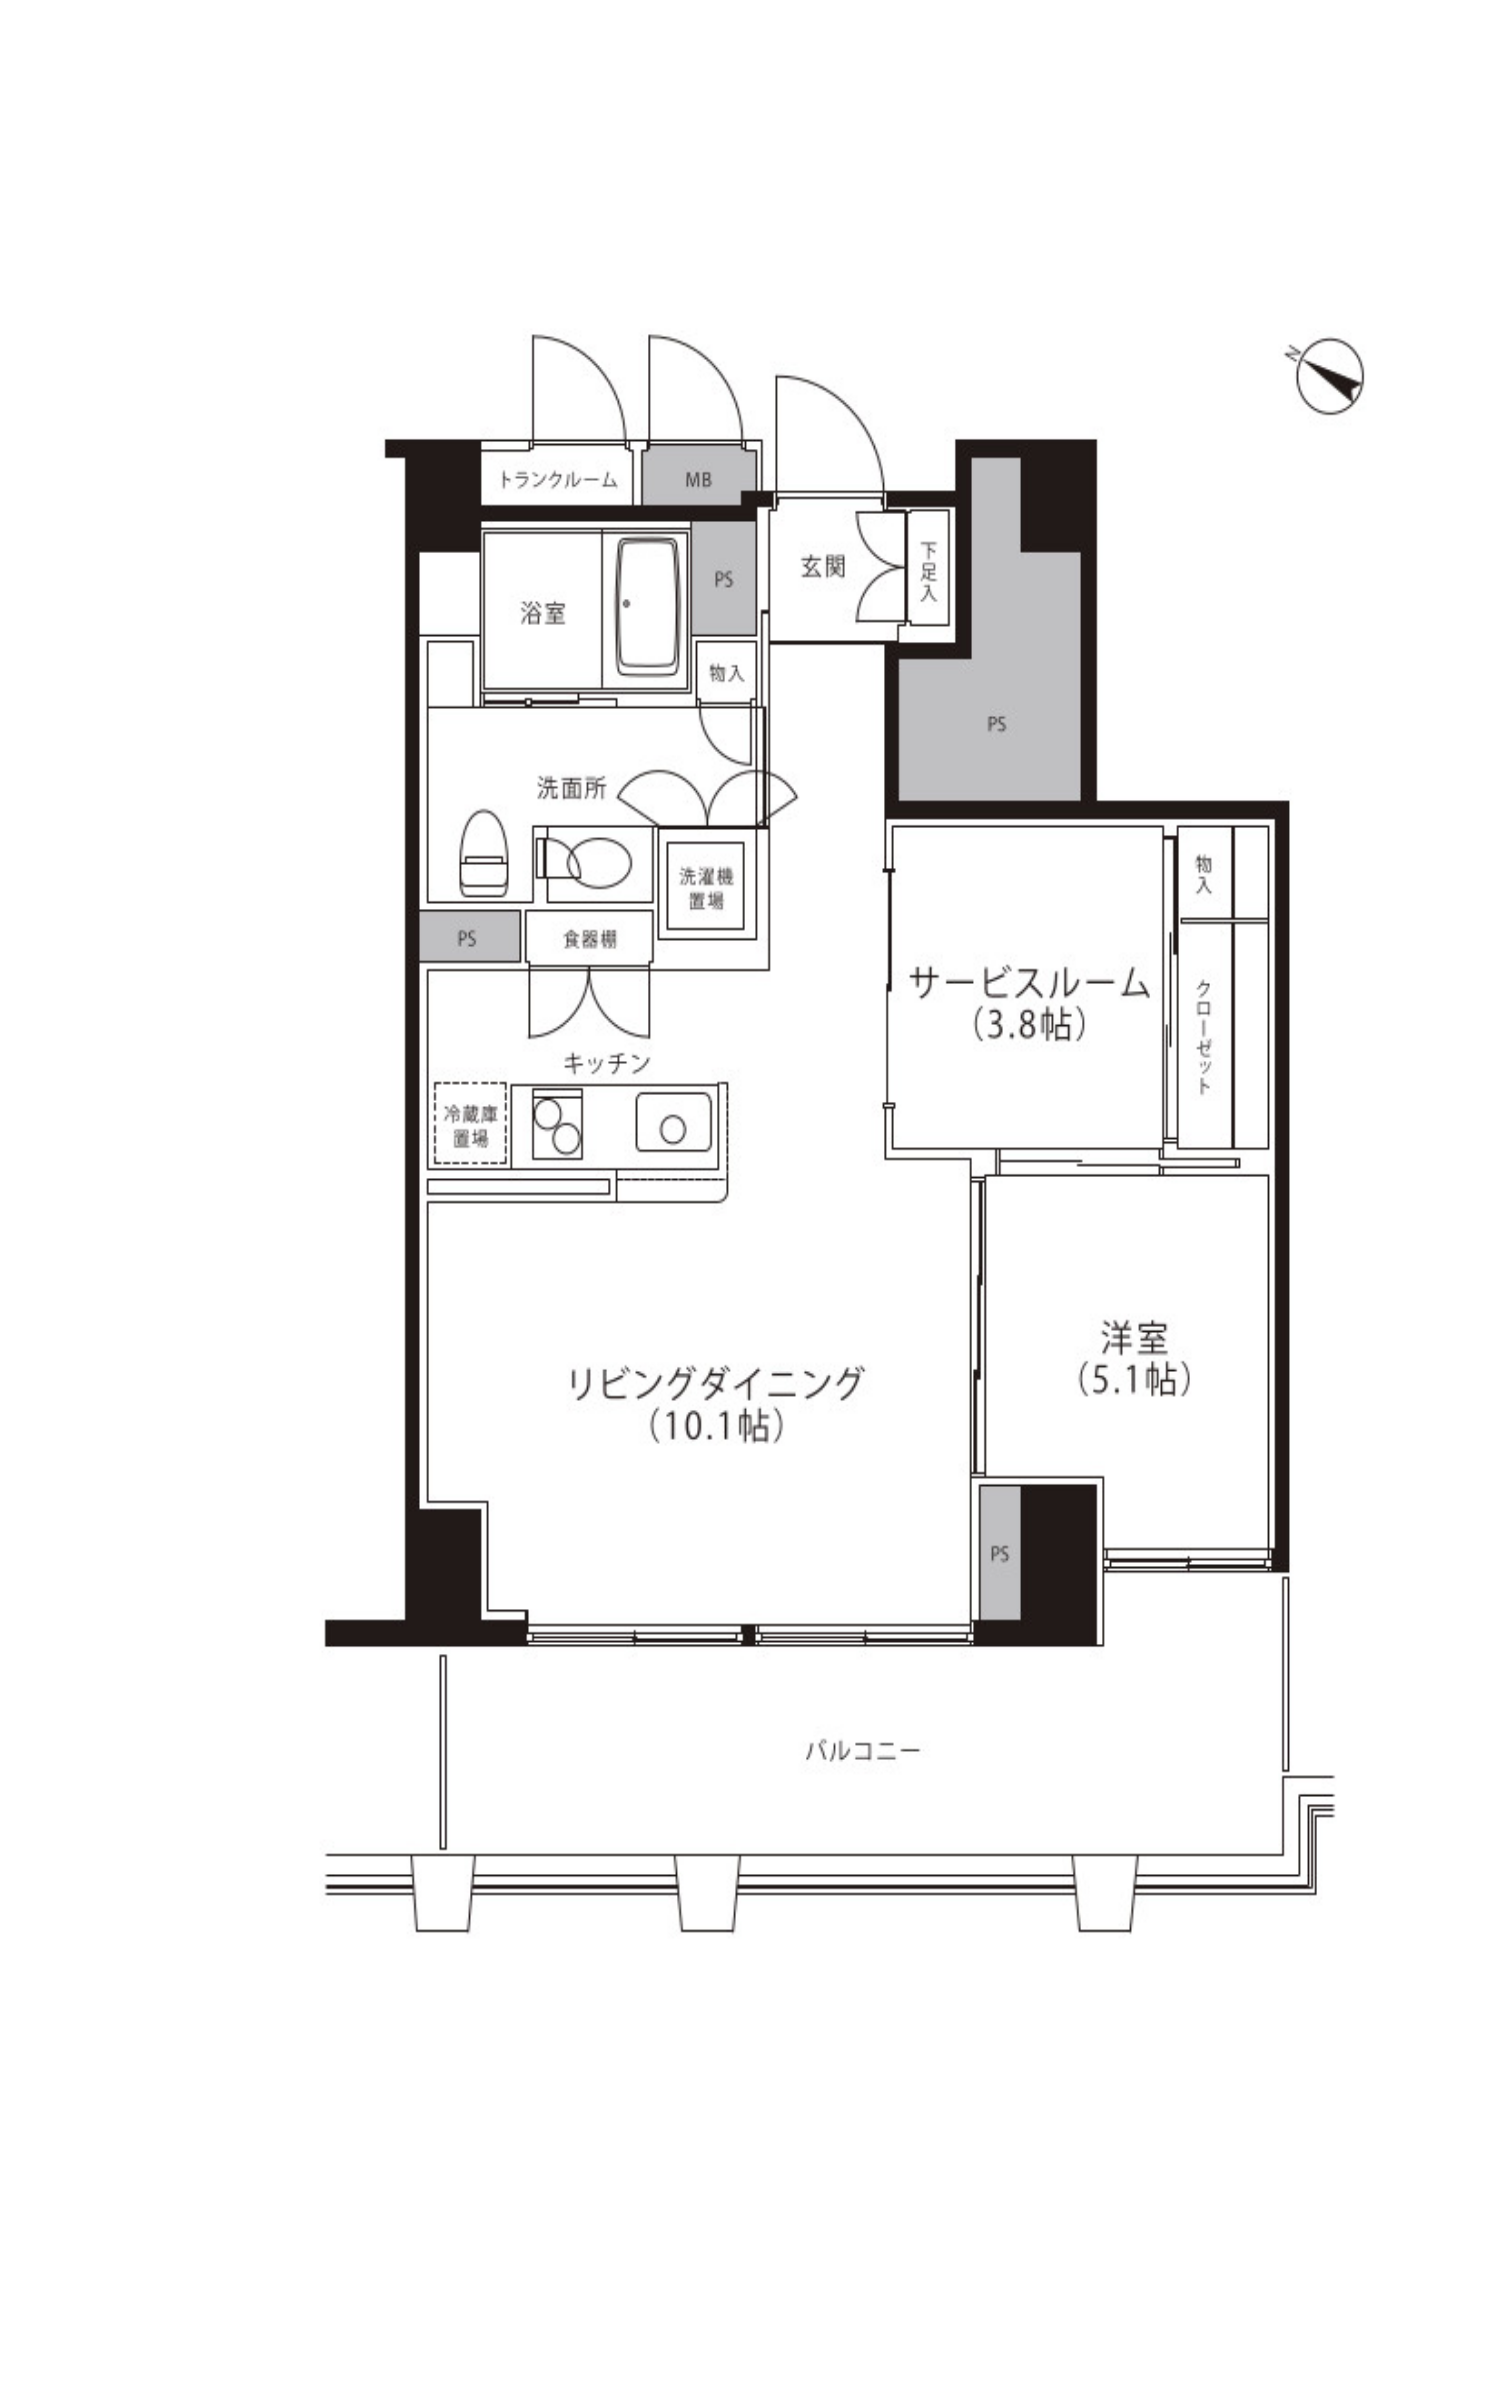 N
トランクルーム
MB
浴室
PS
玄関
下足入
物入
PS
洗面所
洗濯機
置場
物入
PS
食器棚
サービスルーム
(3.8帖)
クローゼット
キッチン
冷蔵庫
置場
洋室
(5.1帖)
リビングダイニング
(10.1帖)
PS
バルコニー